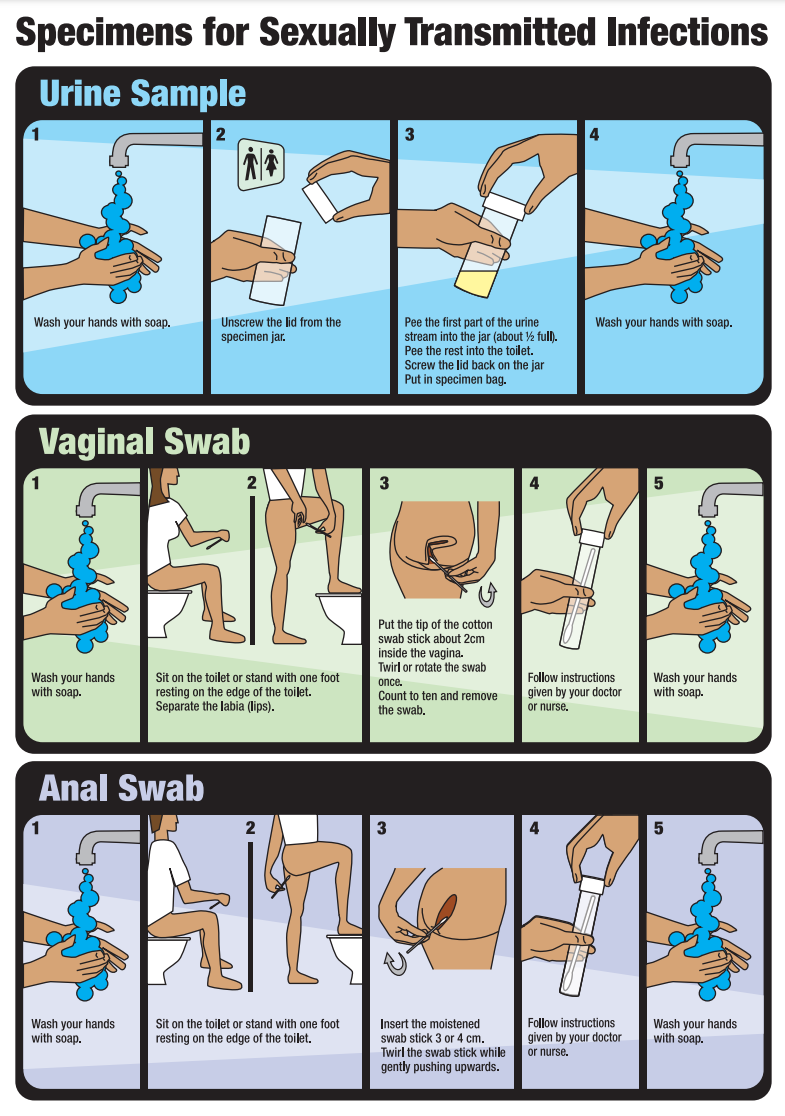 Specimens for Sexually Transmitted Infections
Urine Sample
1
Wash your hands with soap.
2
Unscrew the lid from the
specimen jar.
3
Pee the first part of the urine
stream into the jar (about ½ full).
Pee the rest into the toilet.
Screw the lid back on the jar
Put in specimen bag.
4
Wash your hands with soap.
Vaginal Swab
1
Wash your hands
with soap.
2
Sit on the toilet or stand with one foot
resting on the edge of the toilet.
Separate the labia (lips).
3
Put the tip of the cotton
swab stick about 2cm
inside the vagina.
Twirl or rotate the swab
once.
Count to ten and remove
the swab.
4
Follow instructions
given by your doctor
or nurse.
5
Wash your hands
with soap.
Anal Swab
1
Wash your hands
with soap.
2
Sit on the toilet or stand with one foot
resting on the edge of the toilet.
3
Insert the moistened
swab stick 3 or 4 cm.
Twirl the swab stick while
gently pushing upwards.
4
Follow instructions
given by your doctor
or nurse.
5
Wash your hands
with soap.